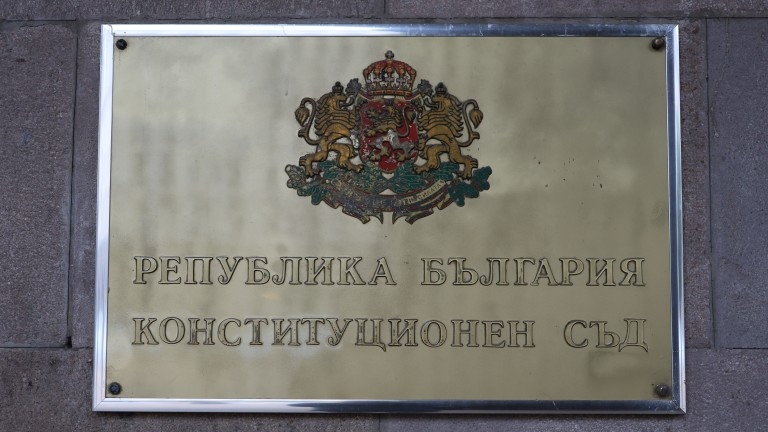 РЕПУБЛИКА БЪЛГАРИЯ
КОНСТИТУЦИОНЕН СЪД